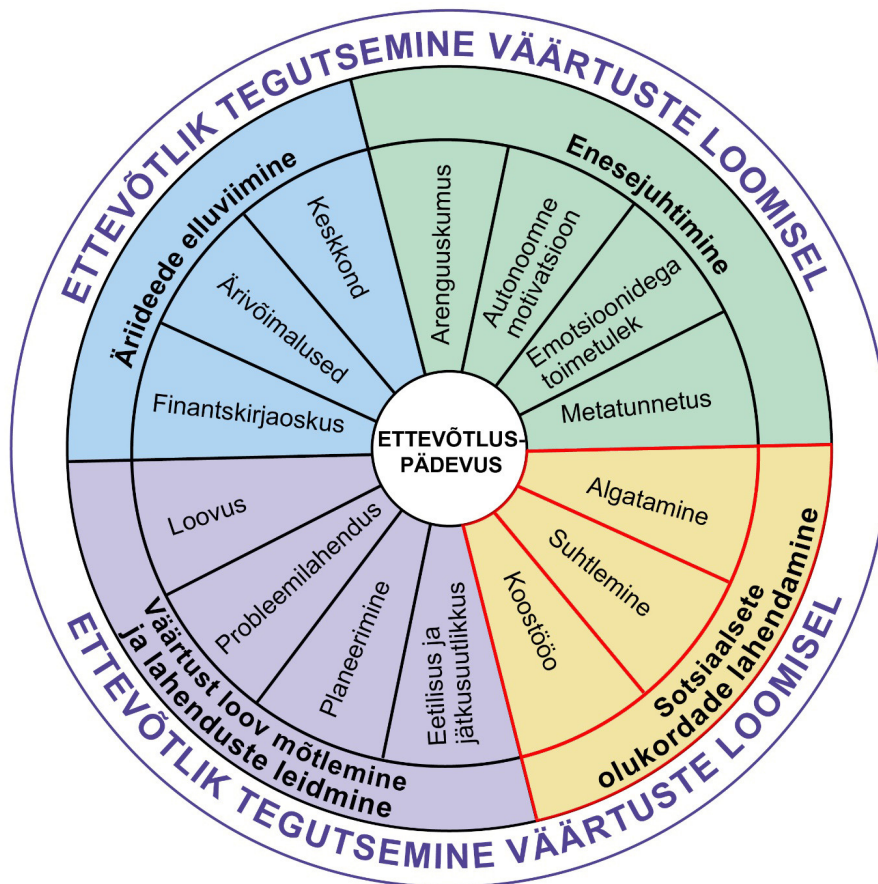 ETTEVÕTLIK TEGUTSEMINE VÄÄRTUSTE LOOMISEL
Enesejuhtimine
Arenguuskumus
Autonoomne
motivatsioon
Emotsioonidega
toimetulek
Metatunnetus
Sotsiaalsete
olukordade lahendamine
Algatamine
Suhtlemine
Koostööo
Väärtust loov mõtlemine
ja lahenduste leidmine
Eetilisus ja
jätkusuutlikkus
Planeerimine
Probleemilahendus
Loovus
Äriideede elluviimine
Finantskirjaoskus
Ärivõimalused
Keskkond
ETTEVÕTLUS-
PÄDEVUS
ETTEVÕTLIK TEGUTSEMINE VÄÄRTUSTE LOOMISEL